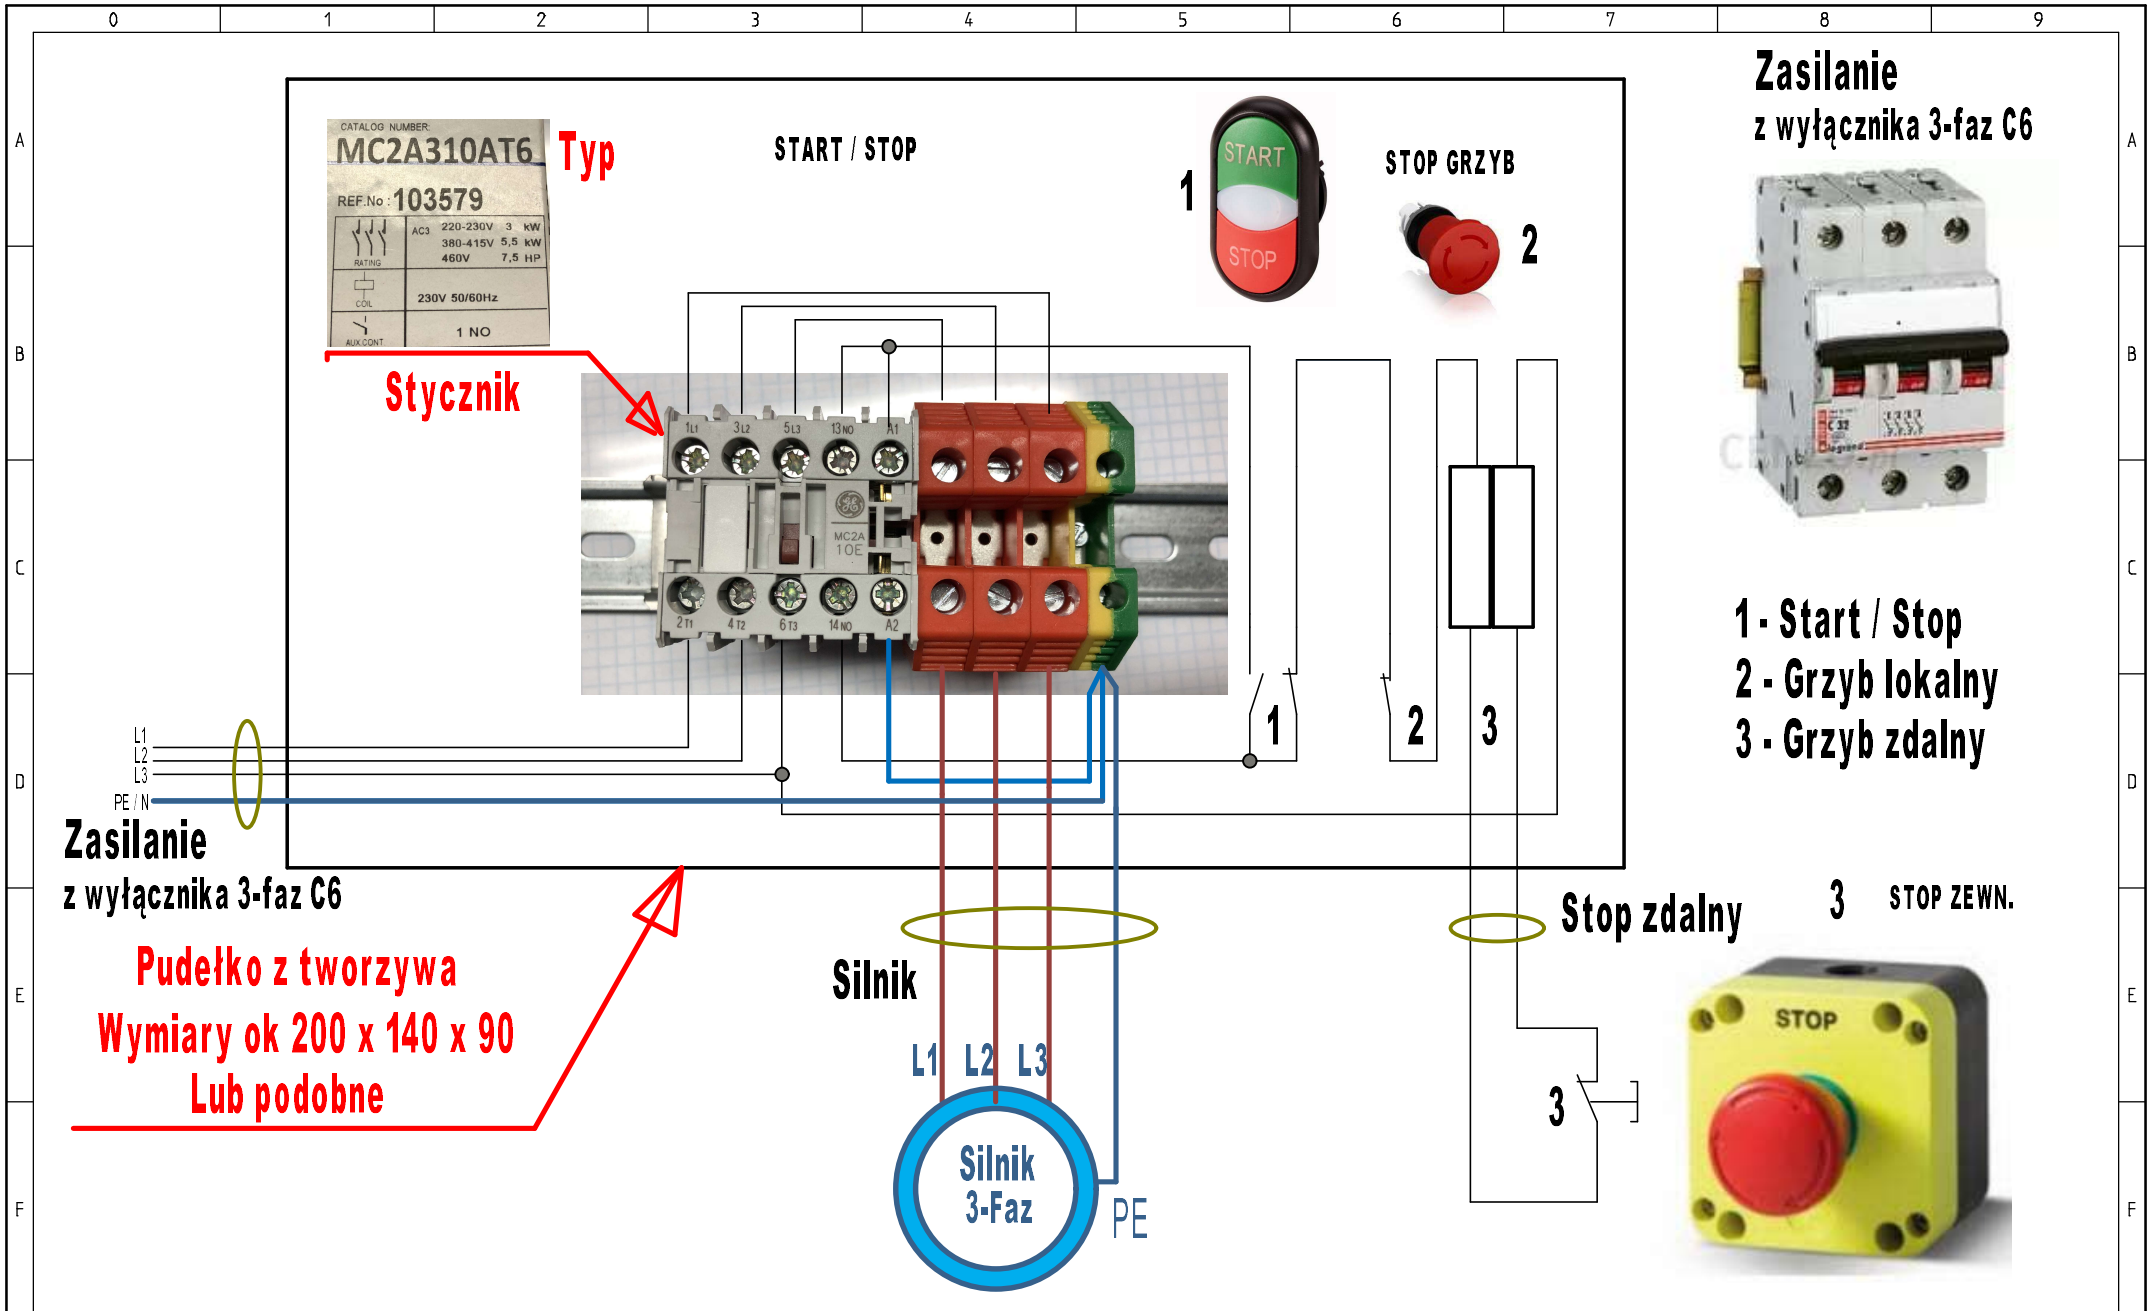 0 1 2 3 4 5 6 7 8 9
A
B
C
D
E
F
A
B
C
D
E
F
CATALOG NUMBER:
MC2A310AT6
REF.No: 103579
AC3 220-230V 3 kW
380-415V 5,5 kW
460V 7,5 HP
RATING
COIL
230V 50/60Hz
AUX.CONT.
1 NO
Typ
START / STOP
1
START
STOP
STOP GRZYB
2
Zasilanie
z wyłącznika 3-faz C6
Stycznik
1L1 3L2 5L3 13NO A1
GE
MC2A
10E
2T1 4T2 6T3 14NO A2
C 32
legrand
1 - Start / Stop
2 - Grzyb lokalny
3 - Grzyb zdalny
1 2 3
L1
L2
L3
PE / N
Zasilanie
z wyłącznika 3-faz C6
Pudełko z tworzywa
Wymiary ok 200 x 140 x 90
Lub podobne
Silnik
L1 L2 L3
Silnik
3-Faz
PE
Stop zdalny
3 STOP ZEWN.
3
STOP